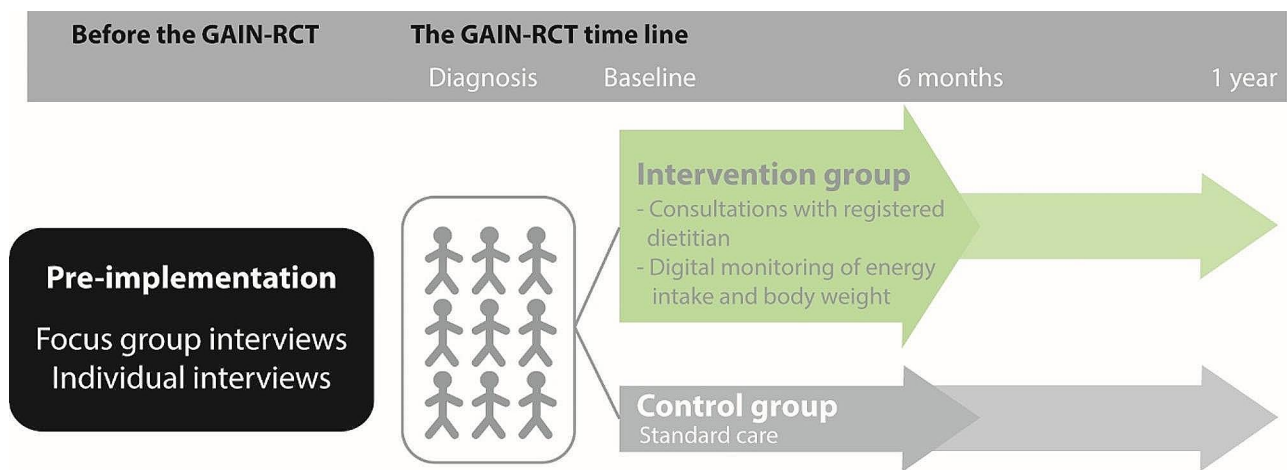 Before the GAIN-RCT
The GAIN-RCT time line
Diagnosis
Baseline
6 months
1 year
Pre-implementation
Focus group interviews
Individual interviews
Intervention group
- Consultations with registered
dietitian
- Digital monitoring of energy
intake and body weight
Control group
Standard care